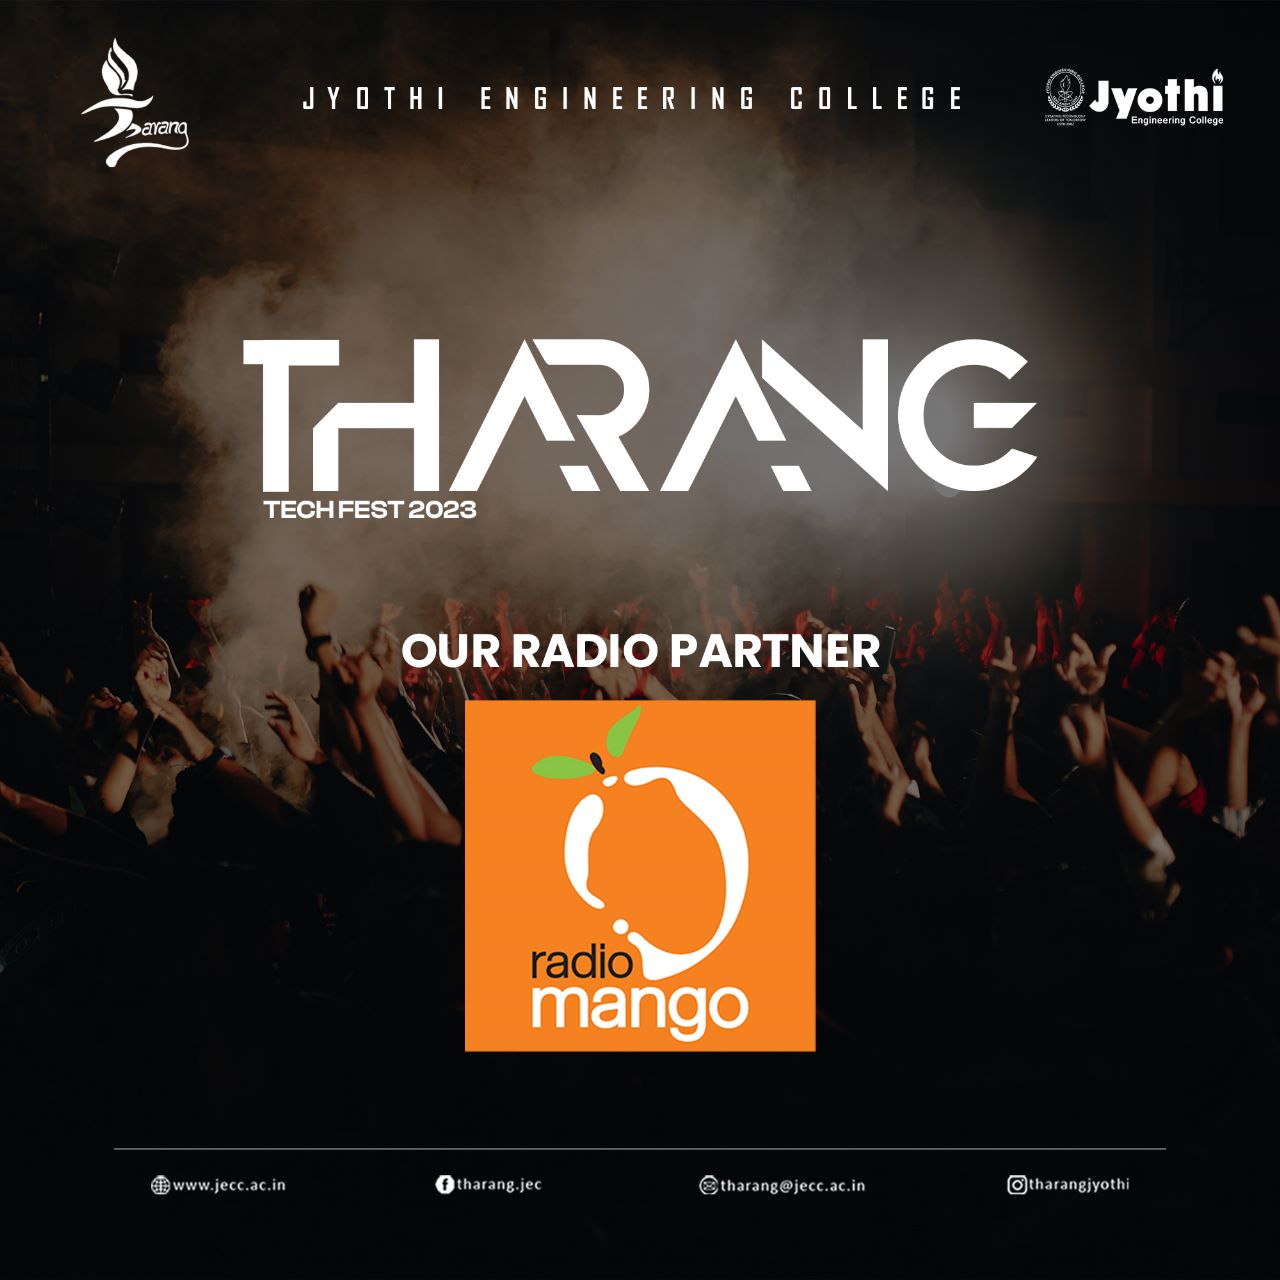 Tharang
JYOTHI ENGINEERING COLLEGE
Jyothi
Engineering College
THARANG
TECH FEST 2023
OUR RADIO PARTNER
radio
mango
www.jecc.ac.in
tharang.jec
tharang@jecc.ac.in
tharangjyothi